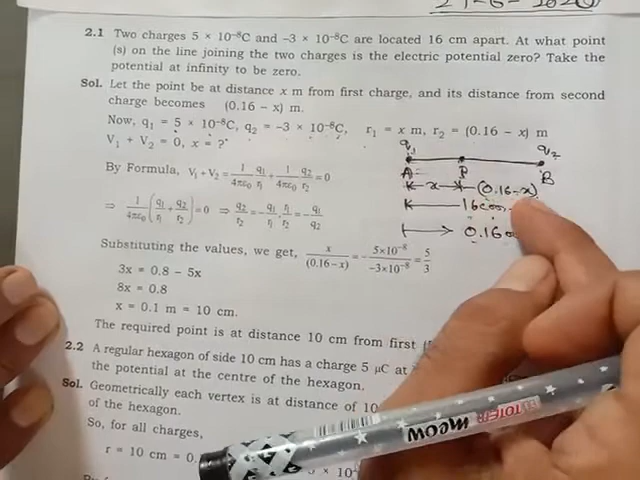 2.1 Two charges 5 × 10⁻⁸C and –3 × 10⁻⁸C are located 16 cm apart. At what point
(s) on the line joining the two charges is the electric potential zero? Take the
potential at infinity to be zero.
Sol. Let the point be at distance x m from first charge, and its distance from second
charge becomes (0.16 – x) m.
Now, q₁ = 5 × 10⁻⁸C, q₂ = –3 × 10⁻⁸C, r₁ = x m, r₂ = (0.16 – x) m
V₁ + V₂ = 0, x = ?
q₁ q₂
A P B
x (0.16-x)
16cm
0.16
By Formula, V₁ + V₂ = 1/4πε₀ q₁/r₁ + 1/4πε₀ q₂/r₂ = 0
⇒ 1/4πε₀ (q₁/r₁ + q₂/r₂) = 0 ⇒ q₂/r₂ = – q₁/r₁, r₁/r₂ = – q₁/q₂
Substituting the values, we get, x/(0.16 – x) = – 5×10⁻⁸/–3×10⁻⁸ = 5/3
3x = 0.8 – 5x
8x = 0.8
x = 0.1 m = 10 cm.
The required point is at distance 10 cm from first
2.2 A regular hexagon of side 10 cm has a charge 5 μC at
the potential at the centre of the hexagon.
Sol. Geometrically each vertex is at distance of 10
of the hexagon.
So, for all charges,
r = 10 cm = 0
meow